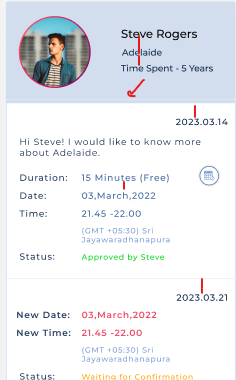 Steve Rogers
Adelaide
Time Spent - 5 Years
2023.03.14
Hi Steve! I would like to know more
about Adelaide.
Duration: 15 Minutes (Free)
Date: 03,March,2022
Time: 21.45 -22.00
(GMT +05:30) Sri
Jayawaradhanapura
Status: Approved by Steve
2023.03.21
New Date: 03,March,2022
New Time: 21.45 -22.00
(GMT +05:30) Sri
Jayawaradhanapura
Status: Waiting for Confirmation